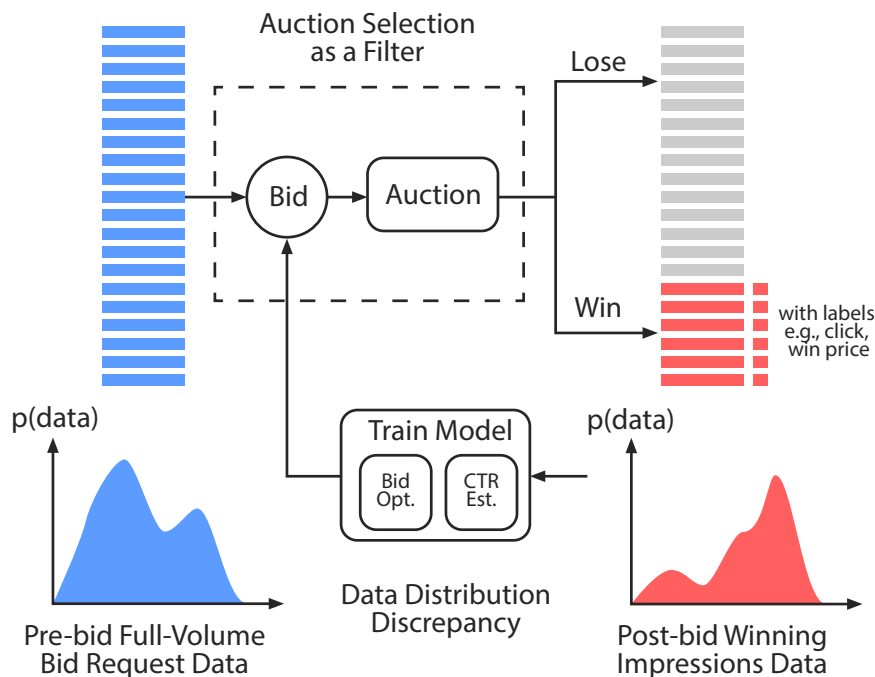 Auction Selection
as a Filter
Lose
Bid
Auction
Win
with labels
e.g., click,
win price
p(data)
Train Model
Bid
Opt.
CTR
Est.
p(data)
Data Distribution
Discrepancy
Pre-bid Full-Volume
Bid Request Data
Post-bid Winning
Impressions Data